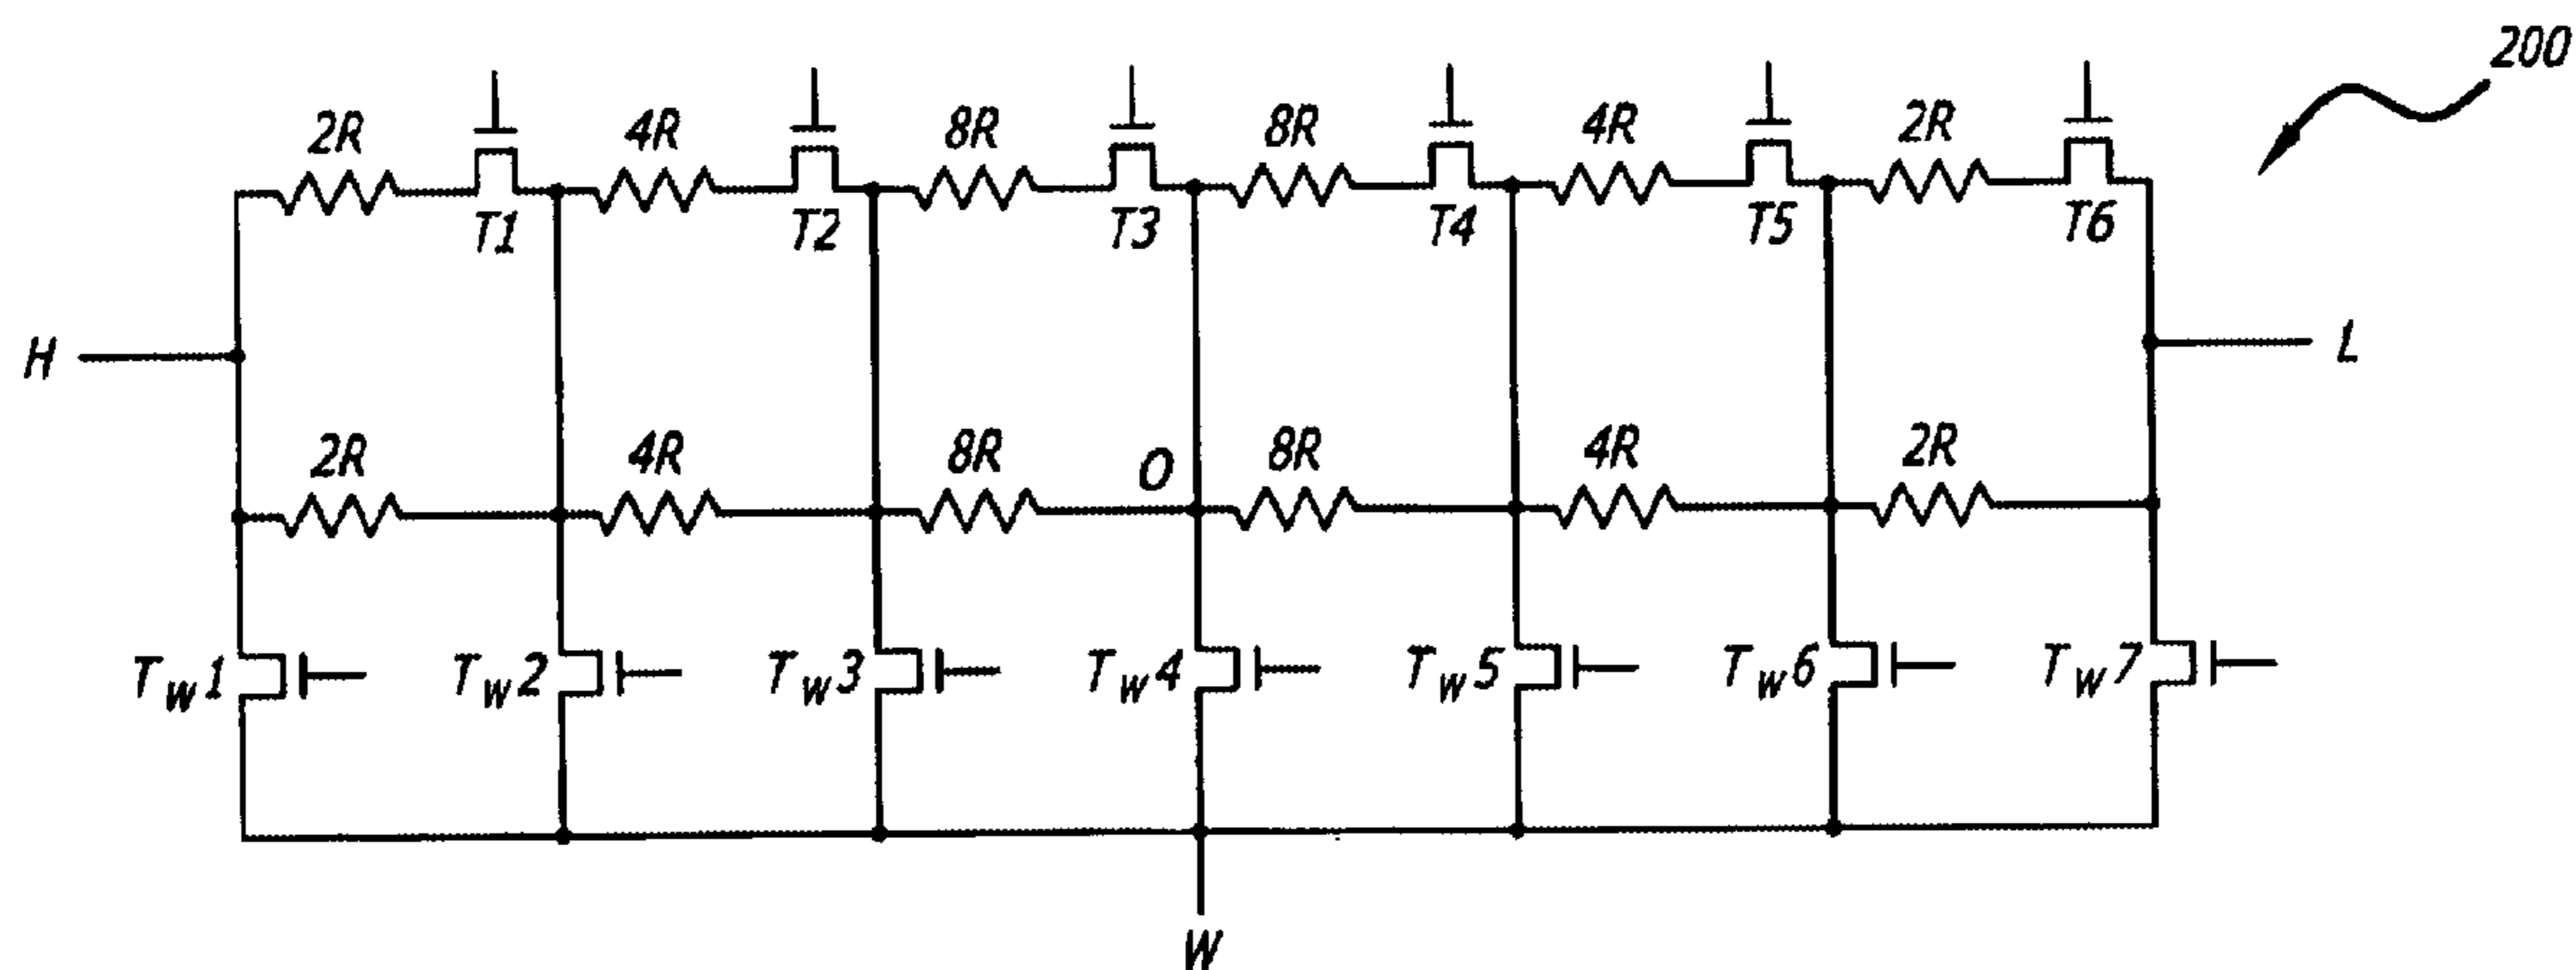 200
2R 4R 8R 8R 4R 2R
T1 T2 T3 T4 T5 T6
H L
2R 4R 8R O 8R 4R 2R
TW1 TW2 TW3 TW4 TW5 TW6 TW7
W